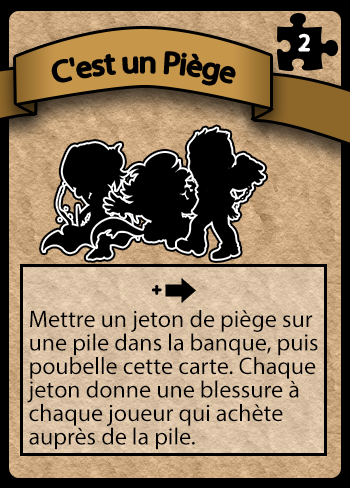 C'est un Piège
2
+
Mettre un jeton de piège sur
une pile dans la banque, puis
poubelle cette carte. Chaque
jeton donne une blessure à
chaque joueur qui achète
auprès de la pile.